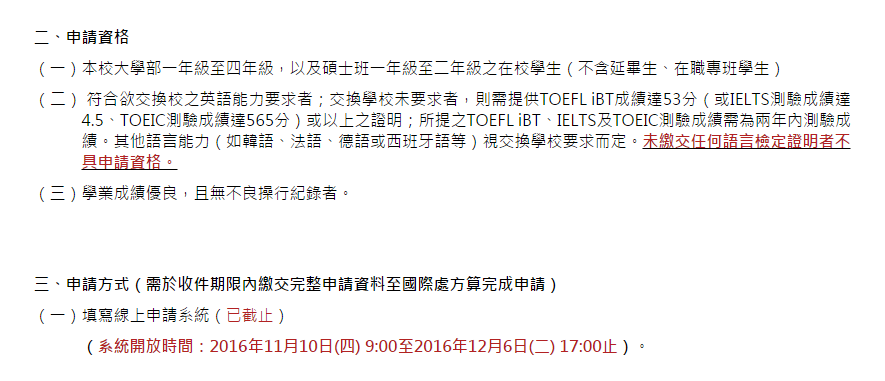 二、申請資格
（一）本校大學部一年級至四年級，以及碩士班一年級至二年級之在校學生（不含延畢生、在職專班學生）
（二） 符合欲交換校之英語能力要求者；交換學校未要求者，則需提供TOEFL iBT成績達53分（或IELTS測驗成績達
4.5、TOEIC測驗成績達565分）或以上之證明；所提之TOEFL iBT、IELTS及TOEIC測驗成績需為兩年內測驗成
績。其他語言能力（如韓語、法語、德語或西班牙語等）視交換學校要求而定。未繳交任何語言檢定證明者不
具申請資格。
（三）學業成績優良，且無不良操行紀錄者。
三、申請方式（需於收件期限內繳交完整申請資料至國際處方算完成申請）
（一）填寫線上申請系統（已截止）
（系統開放時間：2016年11月10日(四) 9:00至2016年12月6日(二) 17:00止）。